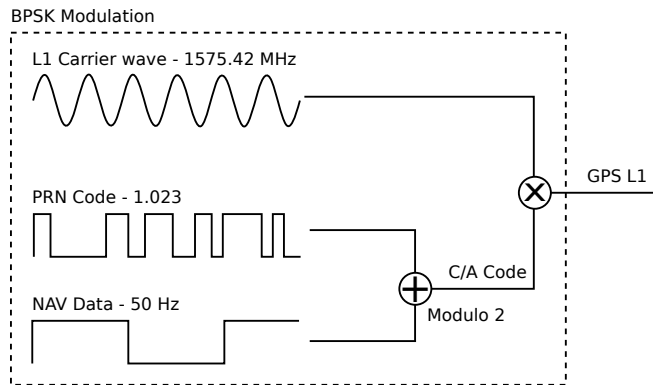 BPSK Modulation
L1 Carrier wave - 1575.42 MHz
GPS L1
PRN Code - 1.023
C/A Code
NAV Data - 50 Hz
Modulo 2